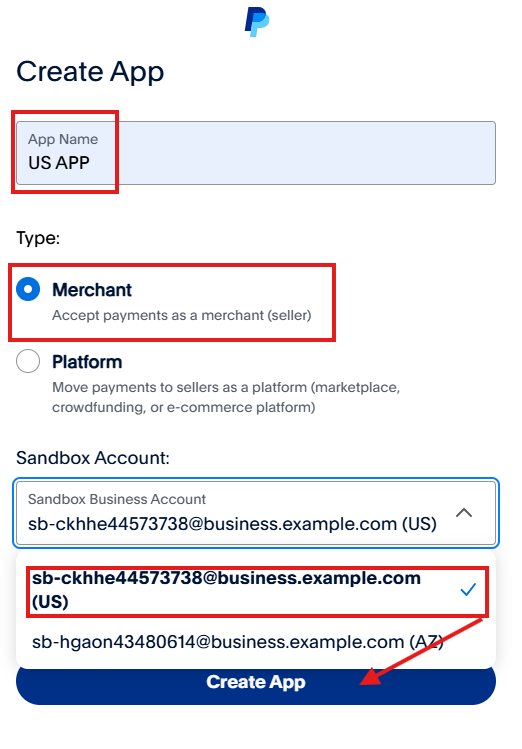 Create App
App Name
US APP
Type:
Merchant
Accept payments as a merchant (seller)
Platform
Move payments to sellers as a platform (marketplace,
crowdfunding, or e-commerce platform)
Sandbox Account:
Sandbox Business Account
sb-ckhhe44573738@business.example.com (US)
sb-ckhhe44573738@business.example.com
(US)
sb-hgaon43480614@business.example.com (AZ)
Create App